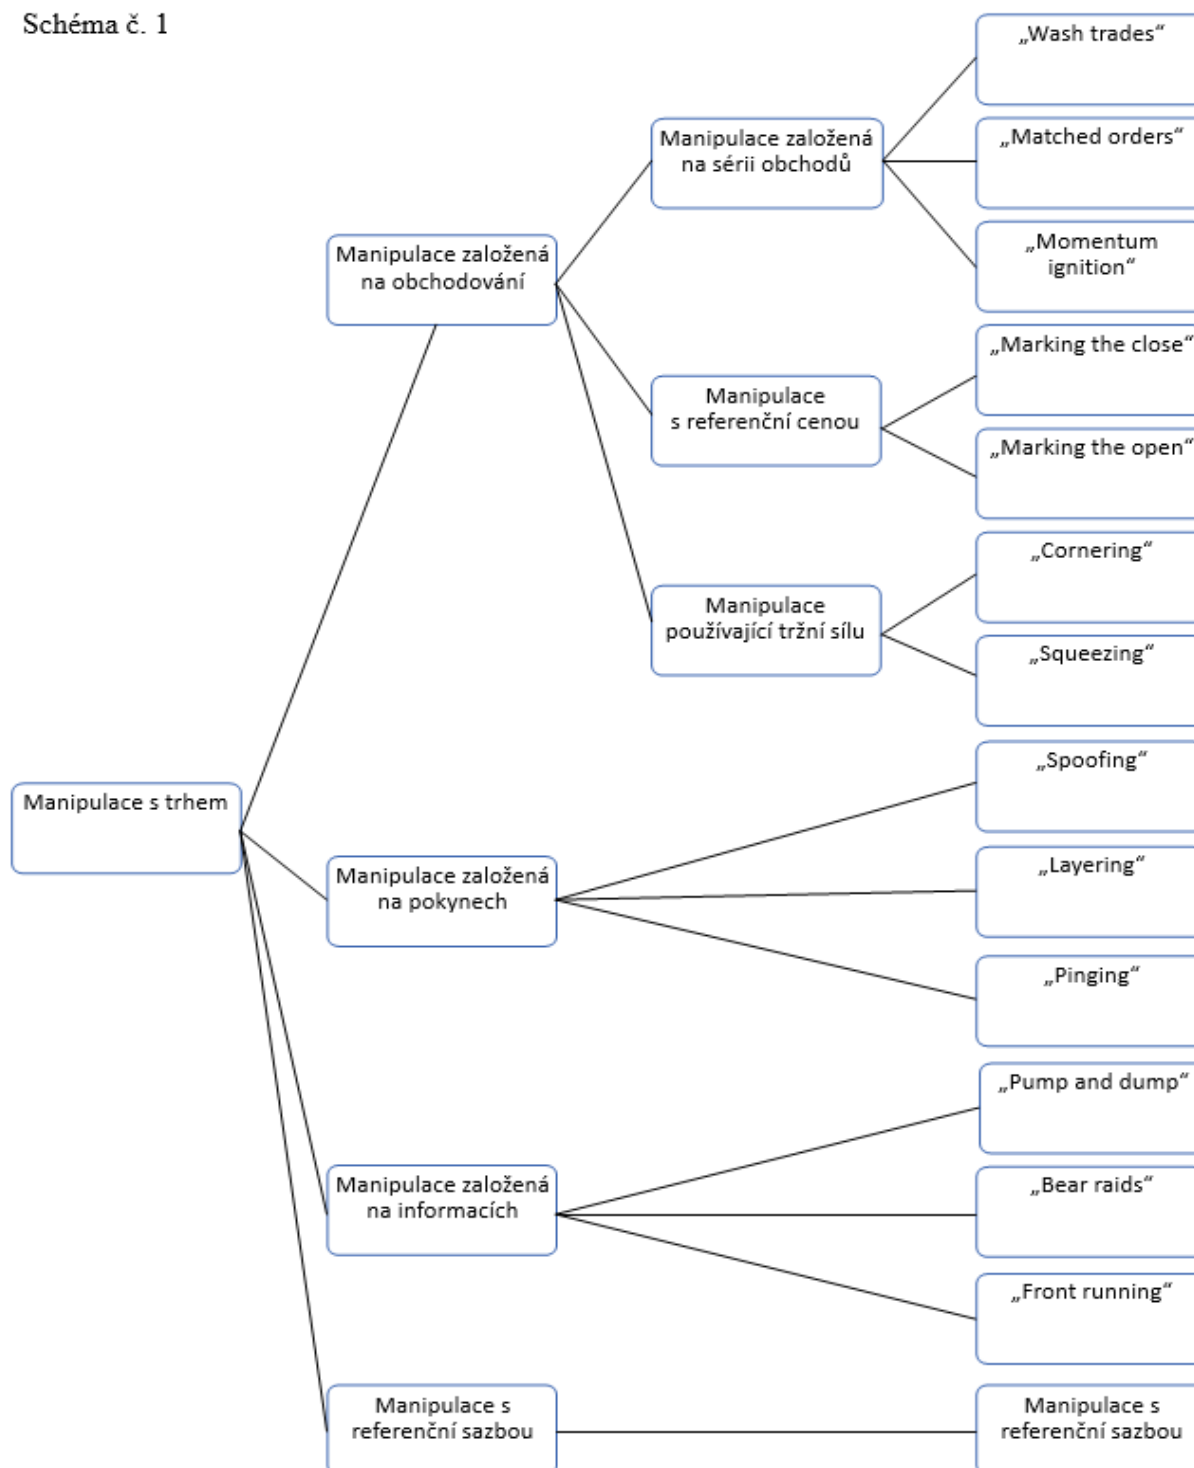 Schéma č. 1
„Wash trades“
Manipulace založená
na sérii obchodů
„Matched orders“
„Momentum
ignition“
Manipulace založená
na obchodování
„Marking the close“
Manipulace
s referenční cenou
„Marking the open“
„Cornering“
Manipulace
používající tržní sílu
„Squeezing“
„Spoofing“
Manipulace s trhem
Manipulace založená
na pokynech
„Layering“
„Pinging“
„Pump and dump“
Manipulace založená
na informacích
„Bear raids“
„Front running“
Manipulace s
referenční sazbou
Manipulace s
referenční sazbou